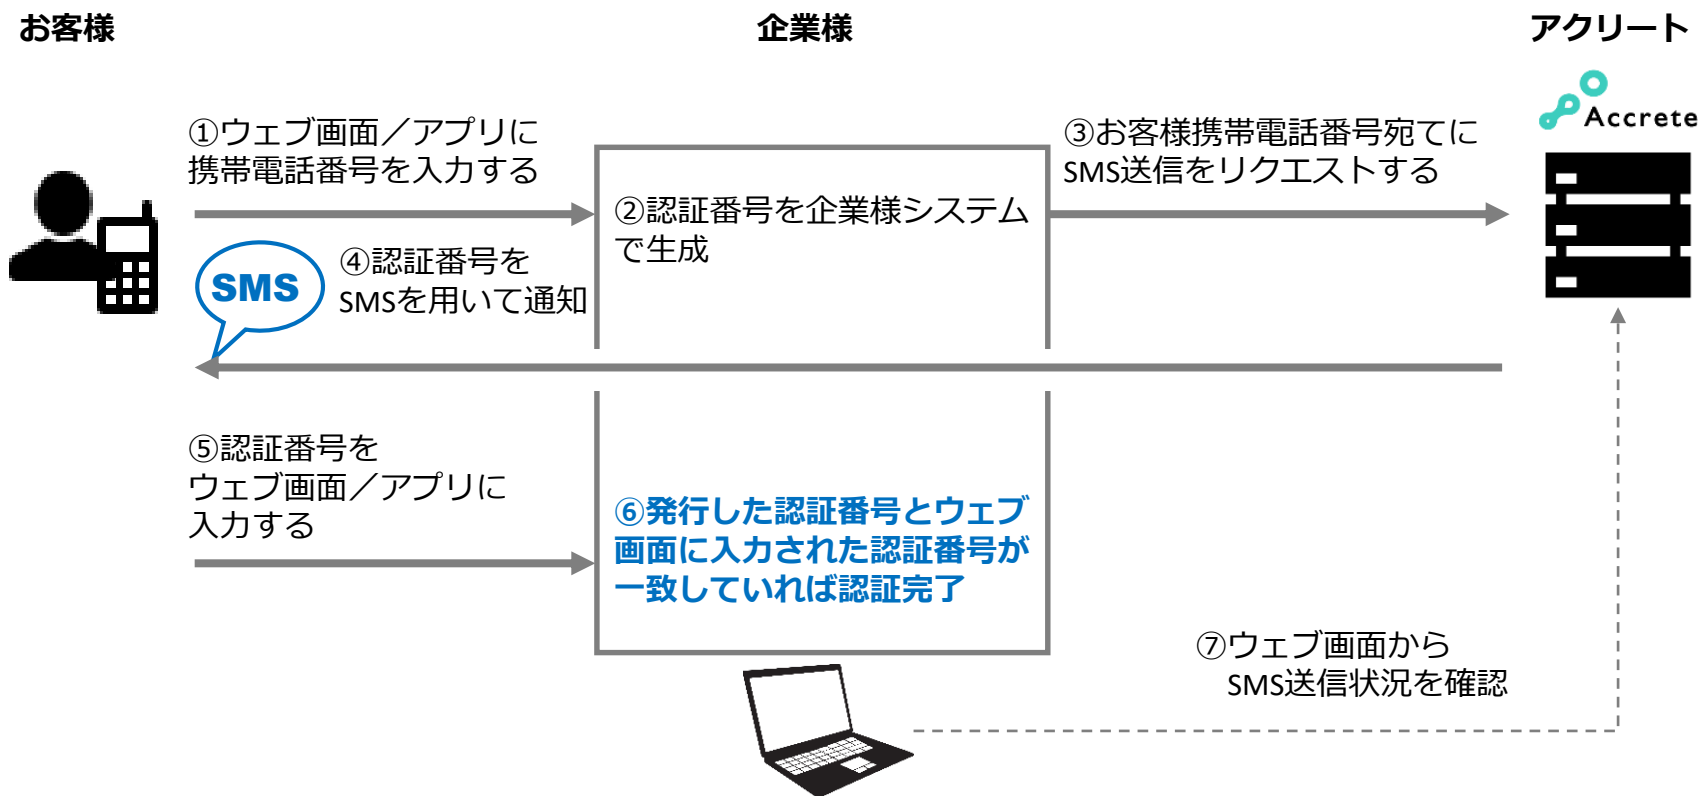 お客様
企業様
アクリート
Accrete
①ウェブ画面／アプリに
携帯電話番号を入力する
②認証番号を企業様システム
で生成
③お客様携帯電話番号宛てに
SMS送信をリクエストする
SMS
④認証番号を
SMSを用いて通知
⑤認証番号を
ウェブ画面／アプリに
入力する
⑥発行した認証番号とウェブ
画面に入力された認証番号が
一致していれば認証完了
⑦ウェブ画面から
SMS送信状況を確認